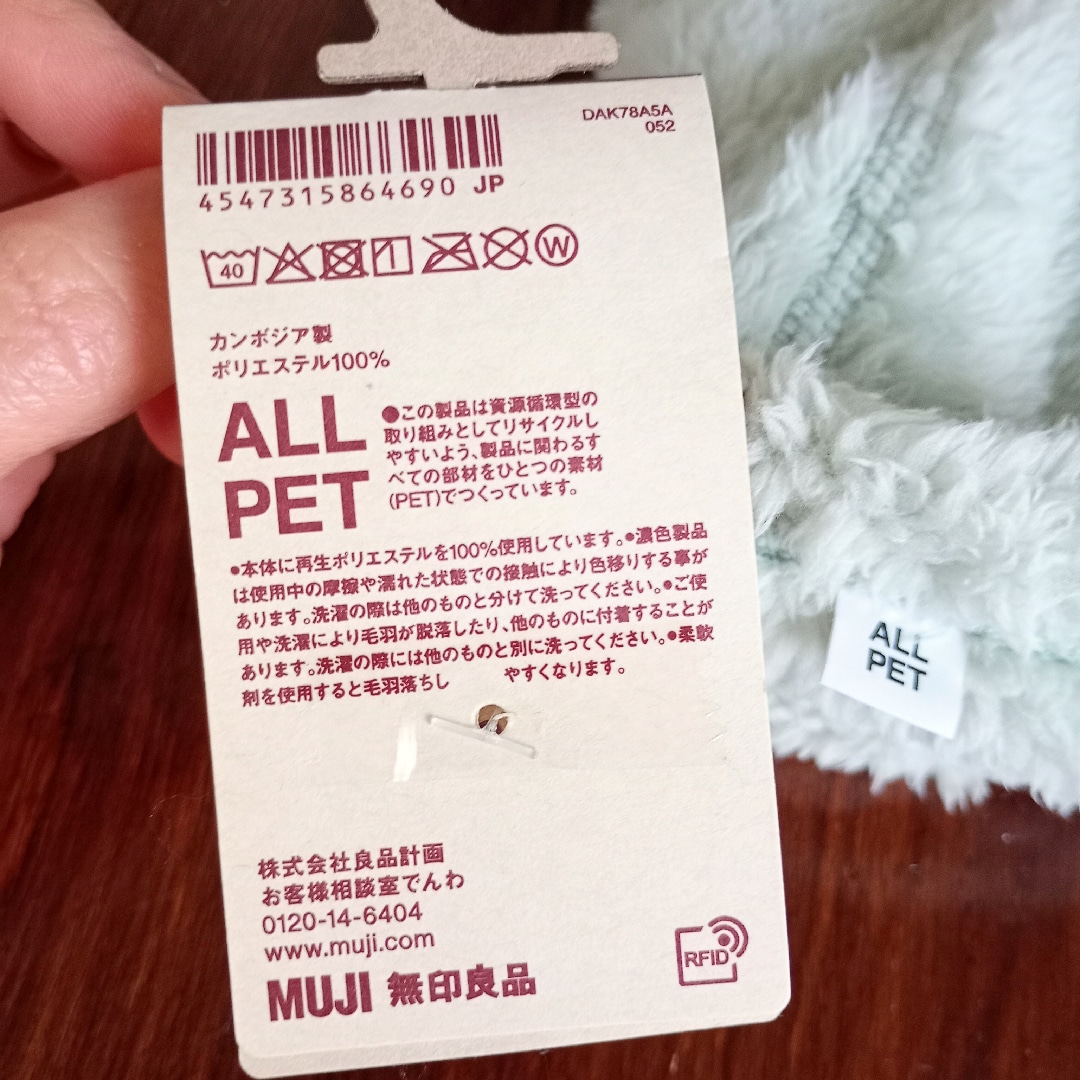 DAK78A5A
052
4547315864690 JP
40
W
カンボジア製
ポリエステル100%
ALL
PET
●この製品は資源循環型の
取り組みとしてリサイクルし
やすいよう、製品に関わるす
べての部材をひとつの素材
(PET)でつくっています。
●本体に再生ポリエステルを100%使用しています。●濃色製品
は使用中の摩擦や濡れた状態での接触により色移りする事が
あります。洗濯の際は他のものと分けて洗ってください。●ご使
用や洗濯により毛羽が脱落したり、他のものに付着することが
あります。洗濯の際には他のものと別に洗ってください。●柔軟
剤を使用すると毛羽落ちし やすくなります。
株式会社良品計画
お客様相談室でんわ
0120-14-6404
www.muji.com
MUJI 無印良品
RFID
ALL
PET